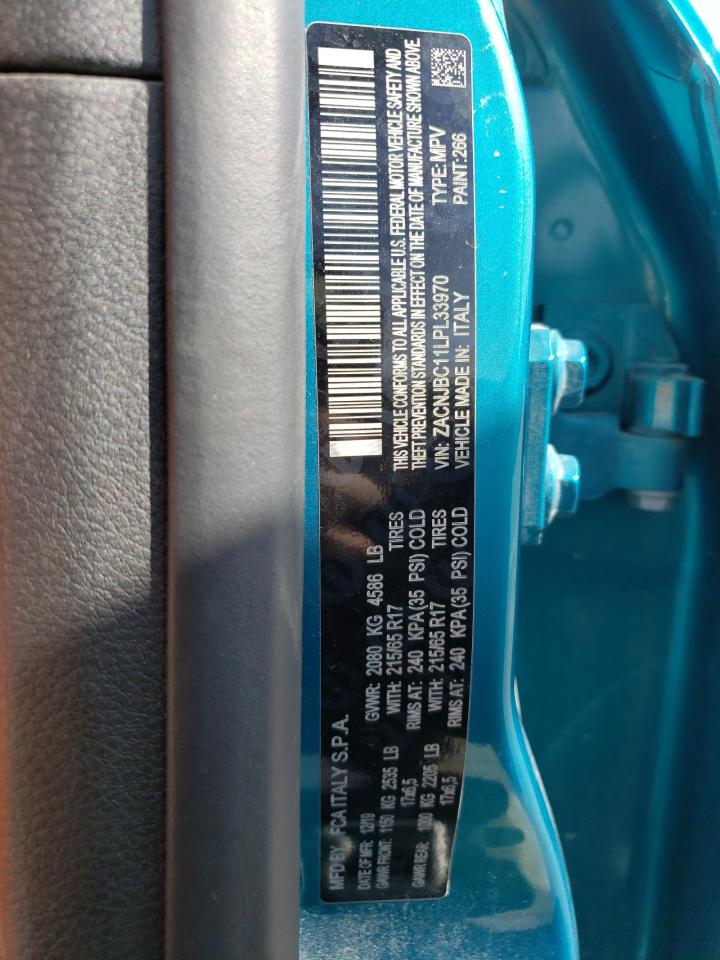 MFD BY FCA ITALY S.P.A.
DATE OF MFR: 12/19 GVWR: 2080 KG 4586 LB
GAWR FRONT: 1150 KG 2535 LB WITH: 215/65 R17 TIRES
17x6,5 RIMS AT: 240 KPA(35 PSI) COLD
GAWR REAR: 1000 KG 2205 LB WITH: 215/65 R17 TIRES
17x6,5 RIMS AT: 240 KPA(35 PSI) COLD
THIS VEHICLE CONFORMS TO ALL APPLICABLE U.S. FEDERAL MOTOR VEHICLE SAFETY AND
THEFT PREVENTION STANDARDS IN EFFECT ON THE DATE OF MANUFACTURE SHOWN ABOVE.
VIN: ZACNJBC11LPL33970 TYPE: MPV
VEHICLE MADE IN: ITALY PAINT:266